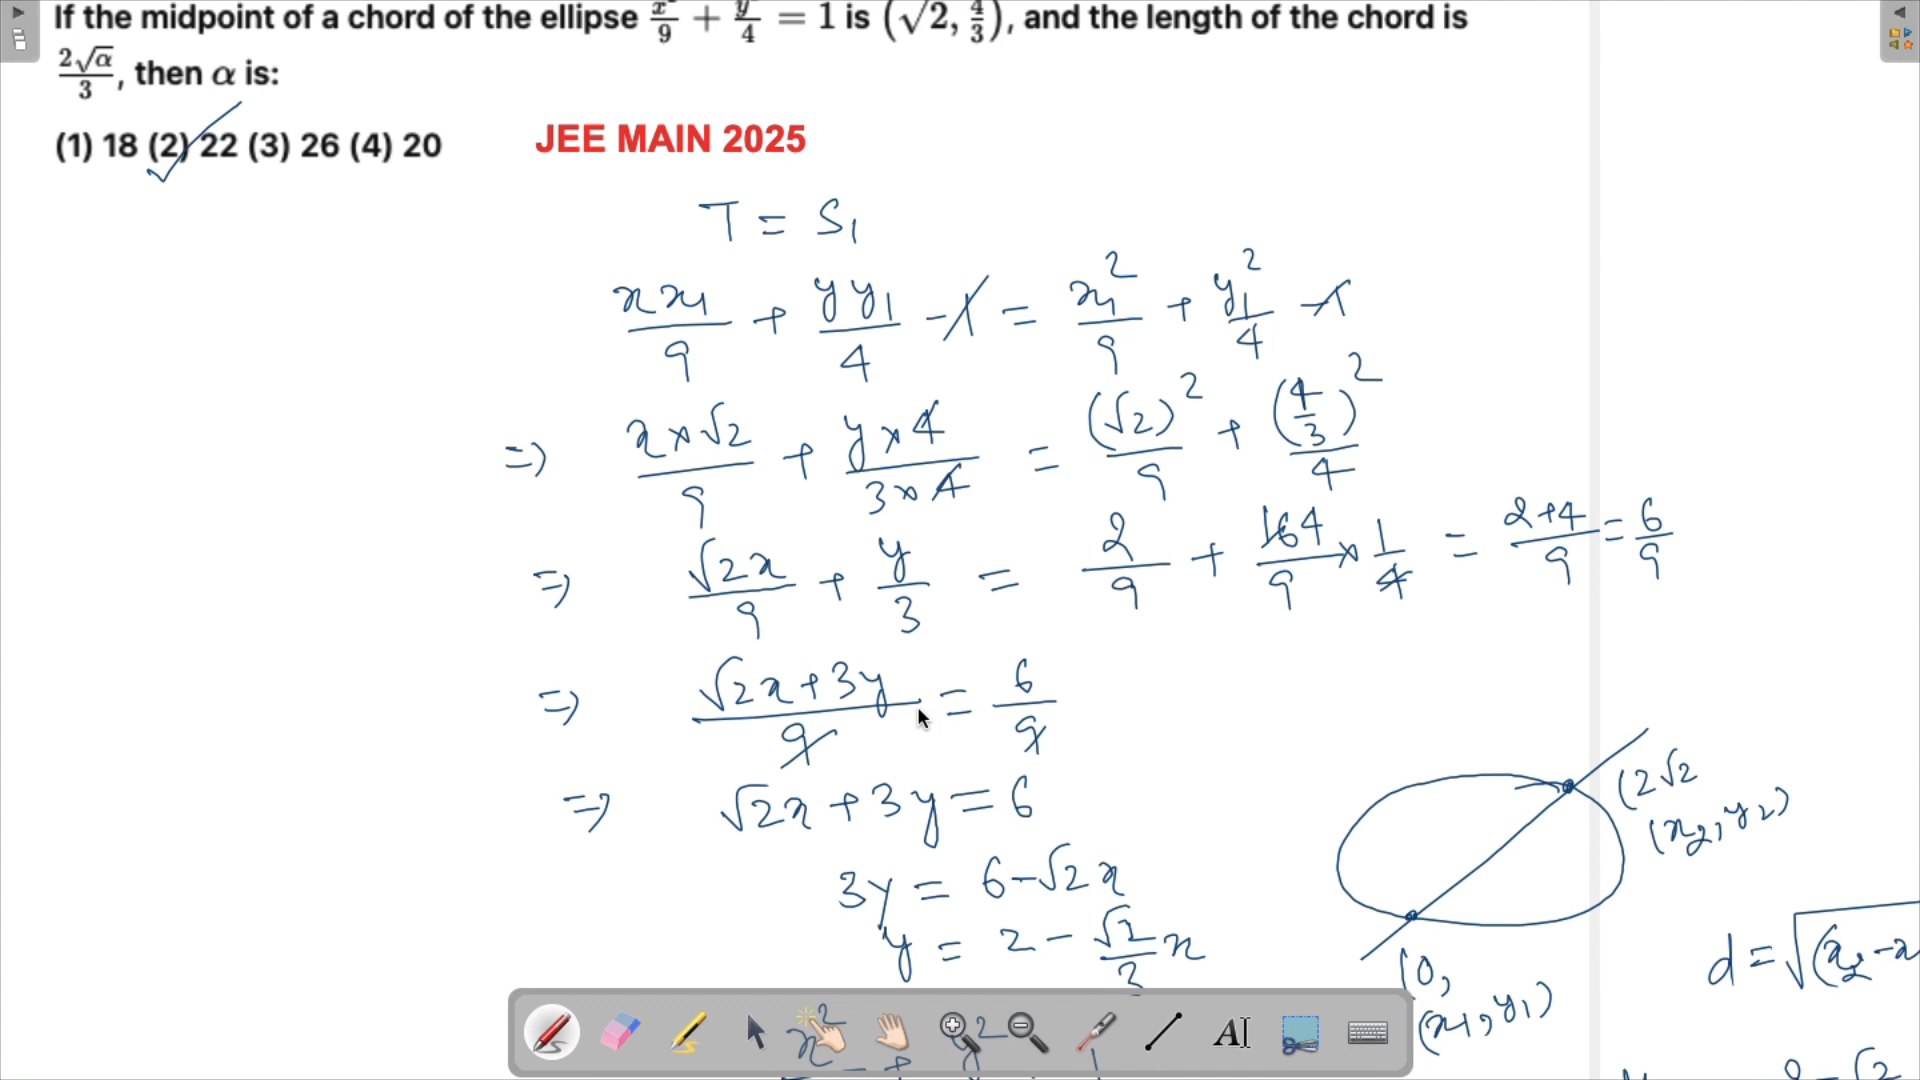 If the midpoint of a chord of the ellipse x²/9 + y²/4 = 1 is (√2, 4/3), and the length of the chord is
2√α/3, then α is:
(1) 18 (2) 22 (3) 26 (4) 20
JEE MAIN 2025
T = S₁
xx₁/9 + yy₁/4 - 1 = x₁²/9 + y₁²/4 - 1
=> x×√2/9 + y×4/3×4 = (√2)²/9 + (4/3)²/4
=> √2x/9 + y/3 = 2/9 + 16 4/9 × 1/4 = 2+4/9 = 6/9
=> √2x+3y/9 = 6/9
=> √2x+3y = 6
3y = 6-√2x
y = 2 - √2/3 x
(2√2
(x₂, y₂)
(0,
(x₁, y₁)
d = √(x₂-x
AI